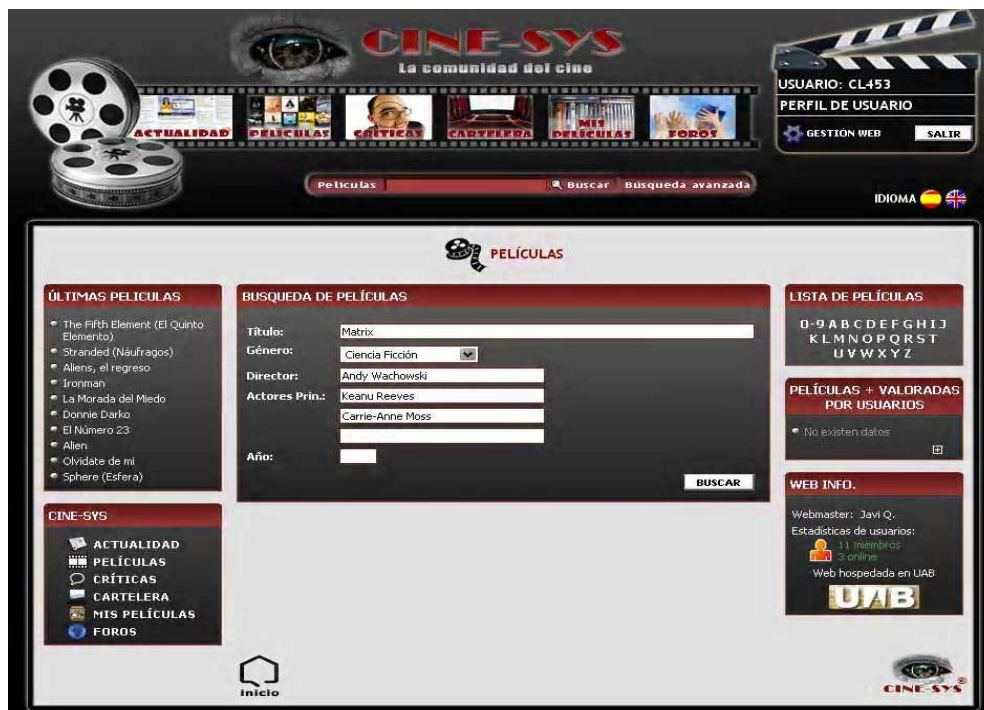 CINE-SYS
La comunidad del cine
USUARIO: CL453
PERFIL DE USUARIO
GESTIÓN WEB SALIR
ACTUALIDAD PELICULAS CRÍTICAS CARTELERA MIS PELÍCULAS FOROS
Peliculas Buscar Búsqueda avanzada
IDIOMA
PELÍCULAS
ÚLTIMAS PELICULAS
The Fifth Element (El Quinto
Elemento)
Stranded (Náufragos)
Aliens, el regreso
Ironman
La Morada del Miedo
Donnie Darko
El Número 23
Alien
Olvidate de mi
Sphere (Esfera)
CINE-SYS
ACTUALIDAD
PELÍCULAS
CRÍTICAS
CARTELERA
MIS PELÍCULAS
FOROS
BUSQUEDA DE PELÍCULAS
Título: Matrix
Género: Ciencia Ficción
Director: Andy Wachowski
Actores Prin.: Keanu Reeves
Carrie-Anne Moss
Año:
BUSCAR
LISTA DE PELÍCULAS
0-9 A B C D E F G H I J
K L M N O P Q R S T
U V W X Y Z
PELÍCULAS + VALORADAS
POR USUARIOS
No existen datos
WEB INFO.
Webmaster: Javi Q.
Estadísticas de usuarios:
11 miembros
3 online
Web hospedada en UAB
UAB
inicio
CINE-SYS®